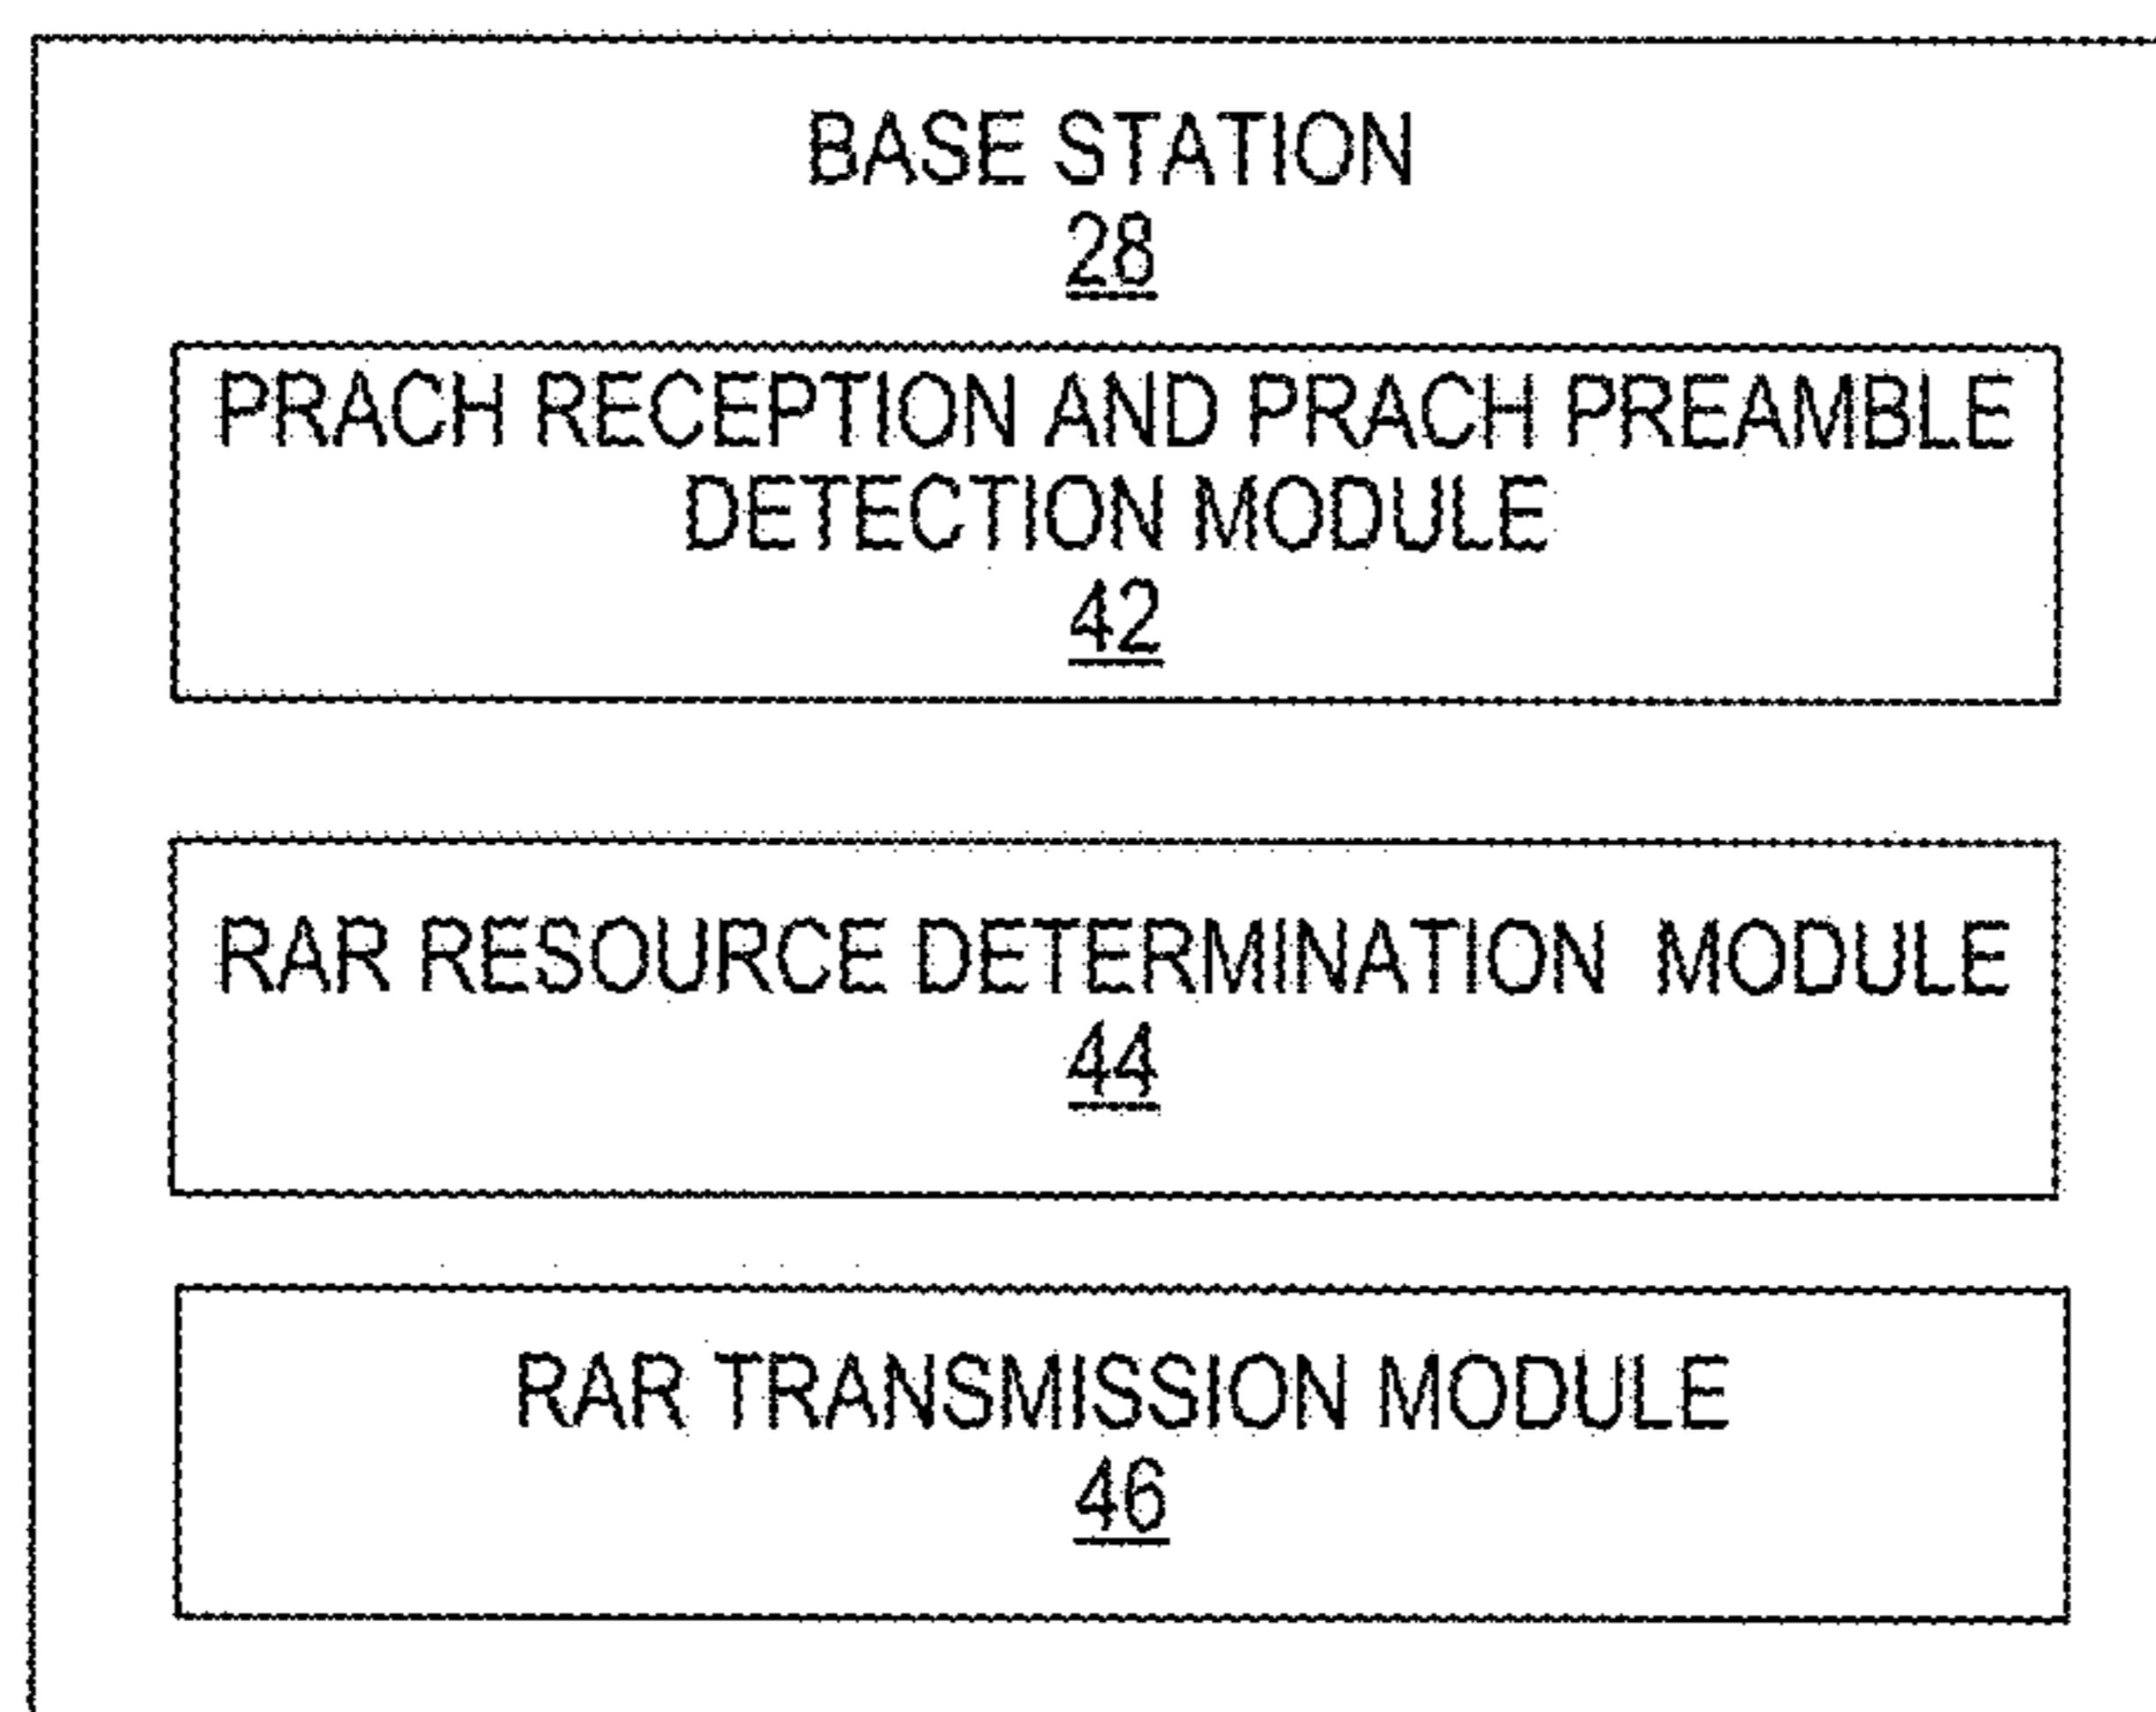 BASE STATION
28
PRACH RECEPTION AND PRACH PREAMBLE
DETECTION MODULE
42
RAR RESOURCE DETERMINATION MODULE
44
RAR TRANSMISSION MODULE
46